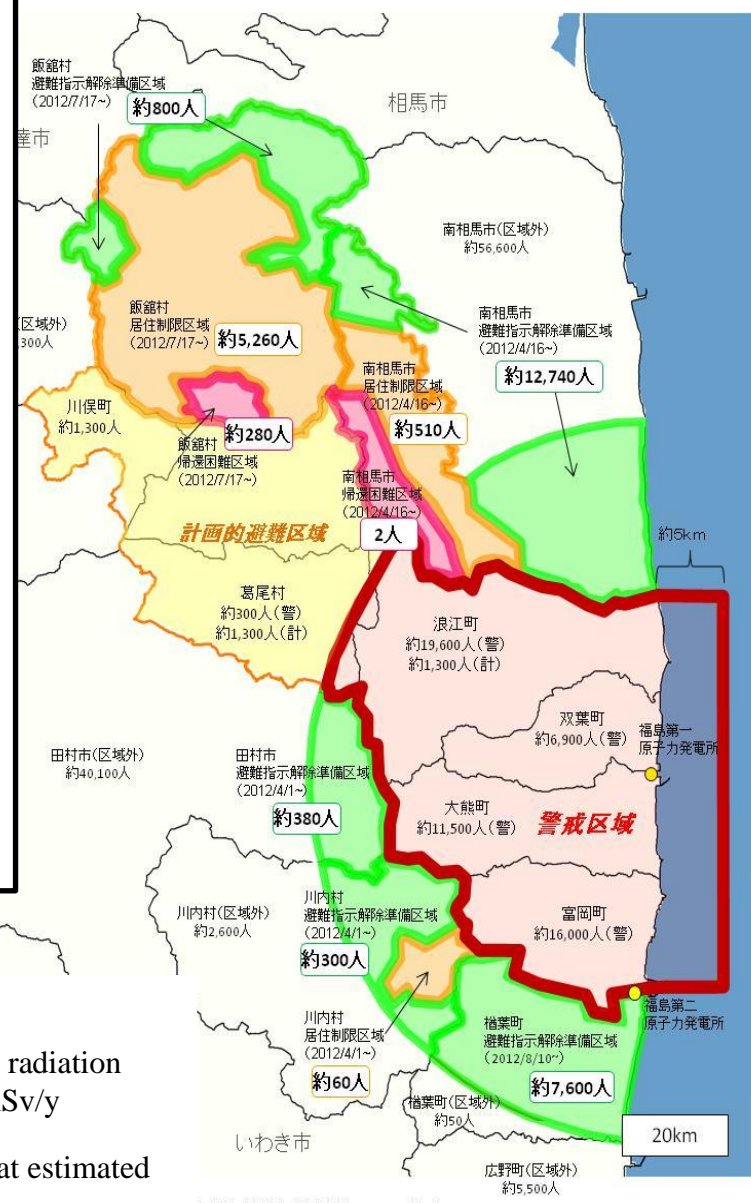 飯舘村
避難指示解除準備区域
(2012/7/17~)
約800人
相馬市
達市
南相馬市(区域外)
約56,600人
飯舘村
居住制限区域
(2012/7/17~)
約5,260人
南相馬市
避難指示解除準備区域
(2012/4/16~)
約12,740人
(区域外)
,300人
南相馬市
居住制限区域
(2012/4/16~)
約510人
川俣町
約1,300人
約280人
飯舘村
帰還困難区域
(2012/7/17~)
南相馬市
帰還困難区域
(2012/4/16~)
2人
計画的避難区域
約5km
葛尾村
約300人(警)
約1,300人(計)
浪江町
約19,600人(警)
約1,300人(計)
双葉町
約6,900人(警)
福島第一
原子力発電所
田村市(区域外)
約40,100人
田村市
避難指示解除準備区域
(2012/4/1~)
約380人
大熊町
約11,500人(警)
警戒区域
川内村(区域外)
約2,600人
川内村
避難指示解除準備区域
(2012/4/1~)
約300人
富岡町
約16,000人(警)
川内村
居住制限区域
(2012/4/1~)
約60人
楢葉町
避難指示解除準備区域
(2012/8/10~)
約7,600人
福島第二
原子力発電所
radiation
Sv/y
at estimated
楢葉町(区域外)
約50人
いわき市
20km
広野町(区域外)
約5,500人